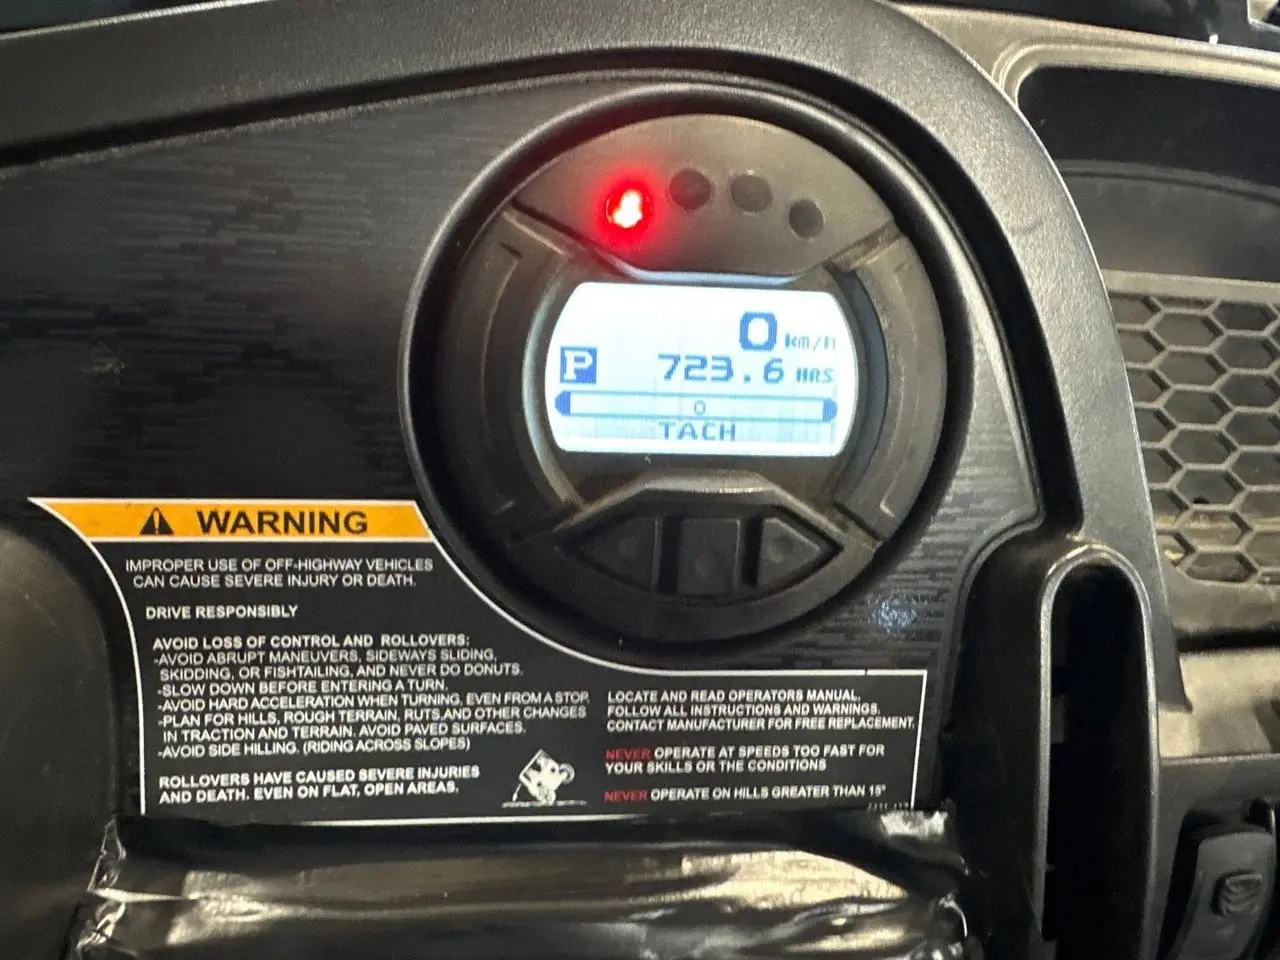 0 km/h
P 723.6 HRS
0
TACH
WARNING
IMPROPER USE OF OFF-HIGHWAY VEHICLES
CAN CAUSE SEVERE INJURY OR DEATH.
DRIVE RESPONSIBLY
AVOID LOSS OF CONTROL AND ROLLOVERS:
-AVOID ABRUPT MANEUVERS, SIDEWAYS SLIDING,
SKIDDING, OR FISHTAILING, AND NEVER DO DONUTS.
-SLOW DOWN BEFORE ENTERING A TURN.
-AVOID HARD ACCELERATION WHEN TURNING, EVEN FROM A STOP.
-PLAN FOR HILLS, ROUGH TERRAIN, RUTS,AND OTHER CHANGES
IN TRACTION AND TERRAIN. AVOID PAVED SURFACES.
-AVOID SIDE HILLING. (RIDING ACROSS SLOPES)
ROLLOVERS HAVE CAUSED SEVERE INJURIES
AND DEATH. EVEN ON FLAT, OPEN AREAS.
LOCATE AND READ OPERATORS MANUAL.
FOLLOW ALL INSTRUCTIONS AND WARNINGS.
CONTACT MANUFACTURER FOR FREE REPLACEMENT.
NEVER OPERATE AT SPEEDS TOO FAST FOR
YOUR SKILLS OR THE CONDITIONS
NEVER OPERATE ON HILLS GREATER THAN 15°